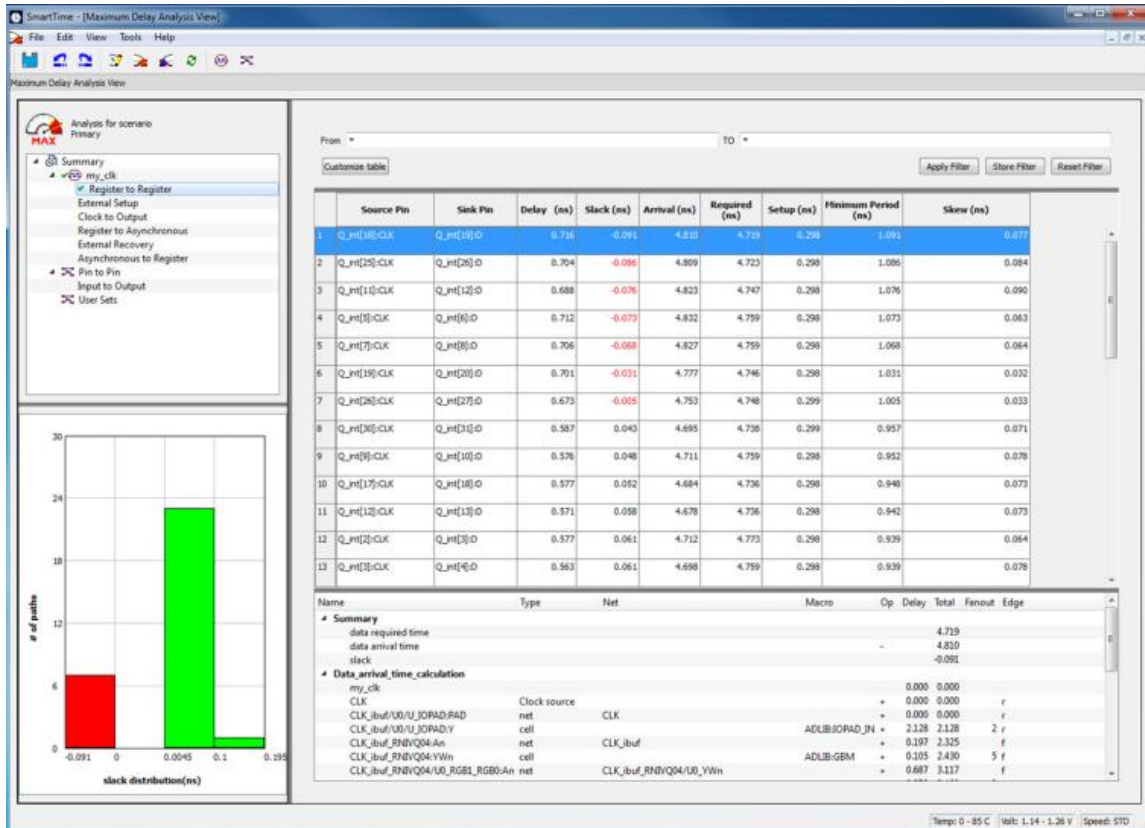 SmartTime - [Maximum Delay Analysis View]
File Edit View Tools Help
Maximum Delay Analysis View
MAX
Analysis for scenario
Primary
Summary
my_clk
Register to Register
External Setup
Clock to Output
Register to Asynchronous
External Recovery
Asynchronous to Register
Pin to Pin
Input to Output
User Sets
From * TO *
Customize table Apply Filter Store Filter Reset Filter
Source Pin Sink Pin Delay (ns) Slack (ns) Arrival (ns) Required (ns) Setup (ns) Minimum Period (ns) Skew (ns)
1 Q_int[18]:CLK Q_int[19]:D 0.716 -0.091 4.810 4.719 0.298 1.091 0.077
2 Q_int[25]:CLK Q_int[26]:D 0.704 -0.086 4.809 4.723 0.298 1.086 0.084
3 Q_int[11]:CLK Q_int[12]:D 0.688 -0.076 4.823 4.747 0.298 1.076 0.090
4 Q_int[5]:CLK Q_int[6]:D 0.712 -0.073 4.832 4.759 0.298 1.073 0.063
5 Q_int[7]:CLK Q_int[8]:D 0.706 -0.068 4.827 4.759 0.298 1.068 0.064
6 Q_int[19]:CLK Q_int[20]:D 0.701 -0.031 4.777 4.746 0.298 1.031 0.032
7 Q_int[26]:CLK Q_int[27]:D 0.673 -0.005 4.753 4.748 0.299 1.005 0.033
8 Q_int[30]:CLK Q_int[31]:D 0.587 0.043 4.695 4.738 0.299 0.957 0.071
9 Q_int[9]:CLK Q_int[10]:D 0.576 0.048 4.711 4.759 0.298 0.952 0.078
10 Q_int[17]:CLK Q_int[18]:D 0.577 0.052 4.684 4.736 0.298 0.948 0.073
11 Q_int[12]:CLK Q_int[13]:D 0.571 0.058 4.678 4.736 0.298 0.942 0.073
12 Q_int[2]:CLK Q_int[3]:D 0.577 0.061 4.712 4.773 0.298 0.939 0.064
13 Q_int[3]:CLK Q_int[4]:D 0.563 0.061 4.698 4.759 0.298 0.939 0.078
# of paths
30
24
18
12
6
0
-0.091 0 0.0045 0.1 0.195
slack distribution(ns)
Name Type Net Macro Op Delay Total Fanout Edge
Summary
data required time 4.719
data arrival time - 4.810
slack -0.091
Data_arrival_time_calculation
my_clk 0.000 0.000
CLK Clock source + 0.000 0.000 r
CLK_ibuf/U0/U_IOPAD:PAD net CLK + 0.000 0.000 r
CLK_ibuf/U0/U_IOPAD:Y cell ADLIB:IOPAD_IN + 2.128 2.128 2 r
CLK_ibuf_RNIVQ04:An net CLK_ibuf + 0.197 2.325 f
CLK_ibuf_RNIVQ04:YWn cell ADLIB:GBM + 0.105 2.430 5 f
CLK_ibuf_RNIVQ04/U0_RGB1_RGB0:An net CLK_ibuf_RNIVQ04/U0_YWn + 0.687 3.117 f
Temp: 0 - 85 C Volt: 1.14 - 1.26 V Speed: STD